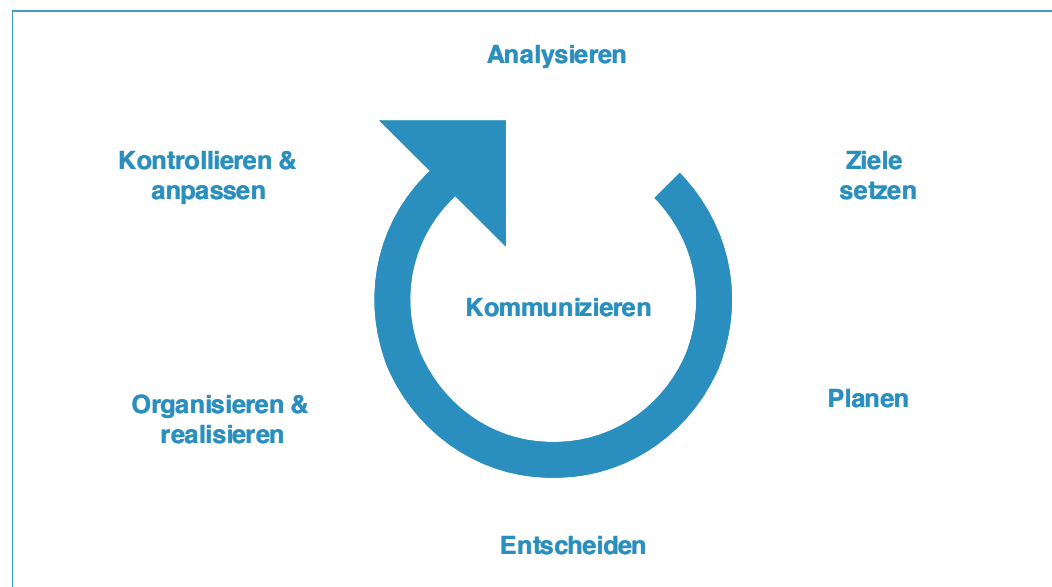 Analysieren
Kontrollieren &
anpassen
Ziele
setzen
Kommunizieren
Organisieren &
realisieren
Planen
Entscheiden